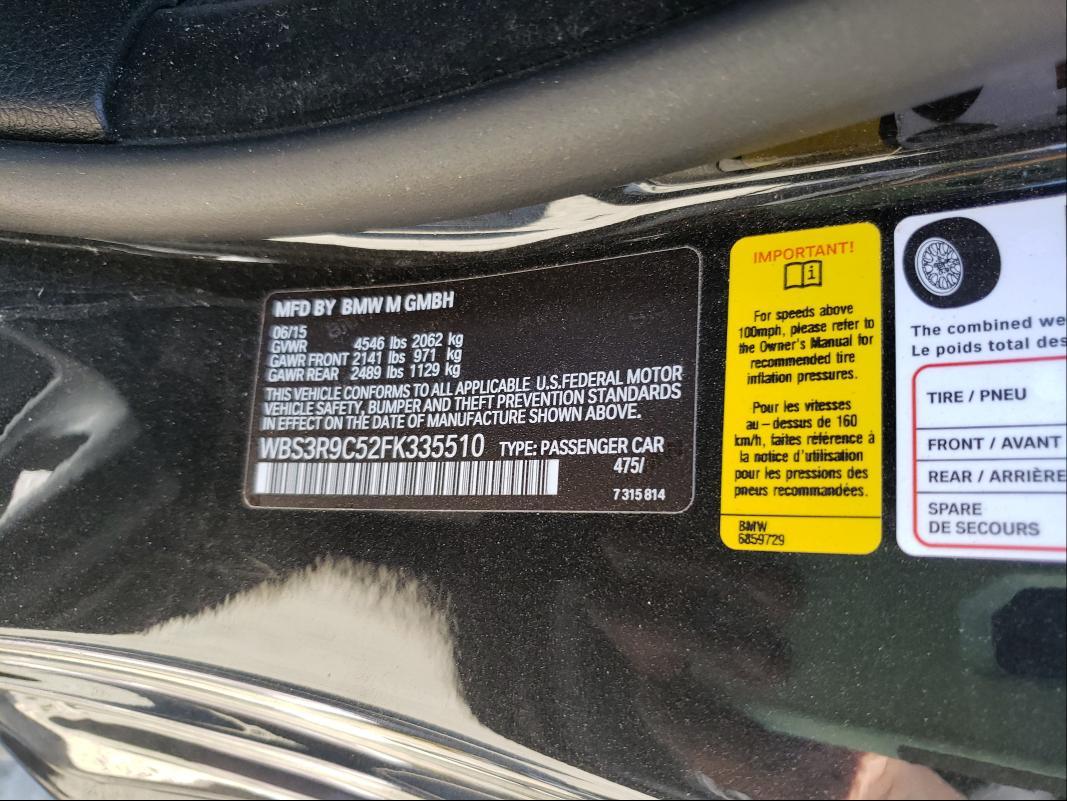 MFD BY BMW M GMBH
06/15
GVWR 4546 lbs 2062 kg
GAWR FRONT 2141 lbs 971 kg
GAWR REAR 2489 lbs 1129 kg
THIS VEHICLE CONFORMS TO ALL APPLICABLE U.S.FEDERAL MOTOR
VEHICLE SAFETY, BUMPER AND THEFT PREVENTION STANDARDS
IN EFFECT ON THE DATE OF MANUFACTURE SHOWN ABOVE.
WBS3R9C52FK335510 TYPE: PASSENGER CAR
475/
7 315 814
IMPORTANT!
i
For speeds above
100mph, please refer to
the Owner's Manual for
recommended tire
inflation pressures.
Pour les vitesses
au - dessus de 160
km/h, faites référence à
la notice d'utilisation
pour les pressions des
pneus recommandées.
BMW
6859729
The combined we
Le poids total des
TIRE / PNEU
FRONT / AVANT
REAR / ARRIÈRE
SPARE
DE SECOURS